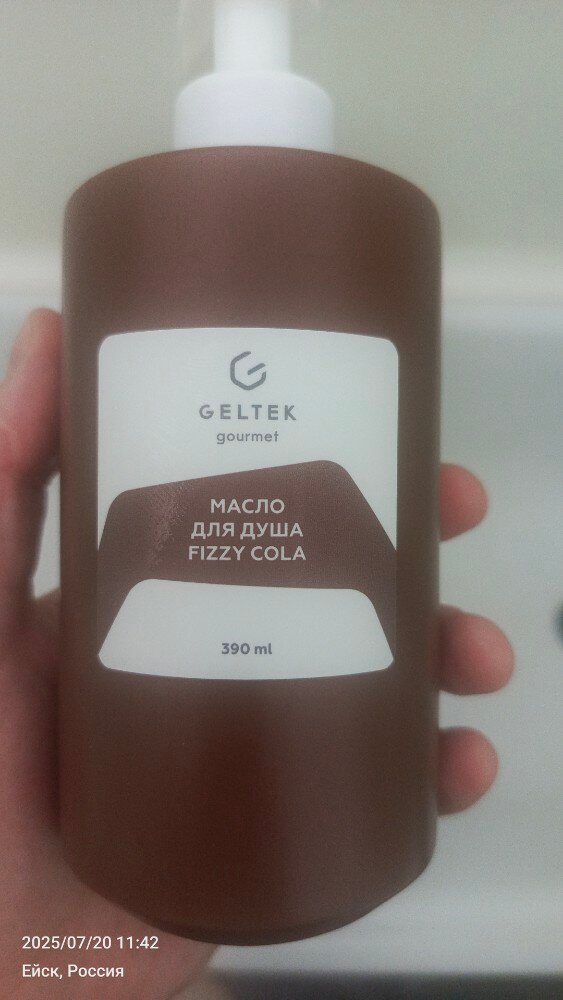 GELTEK
gourmet
МАСЛО
ДЛЯ ДУША
FIZZY COLA
390 ml
2025/07/20 11:42
Ейск, Россия